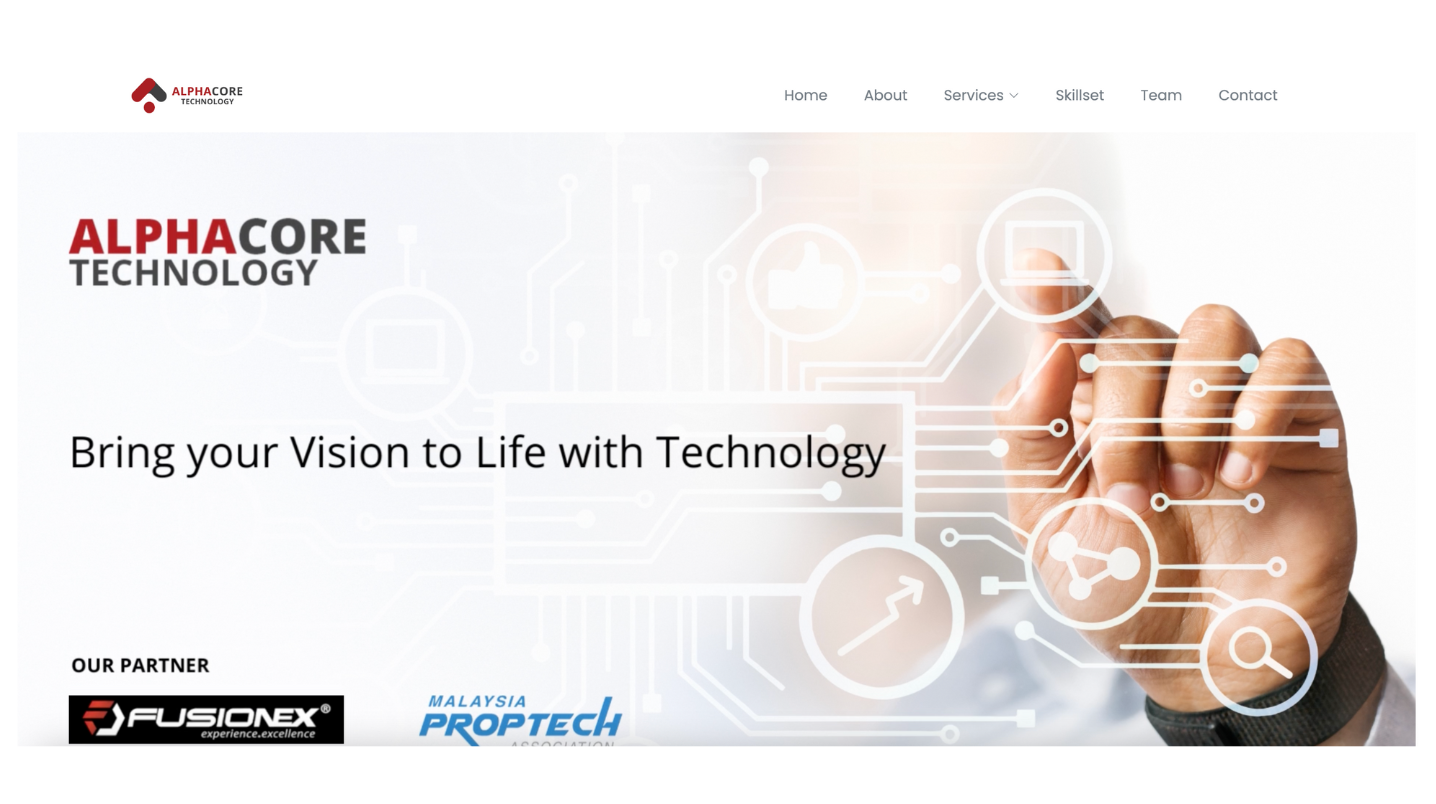 ALPHACORE
TECHNOLOGY
Home About Services Skillset Team Contact
ALPHACORE
TECHNOLOGY
Bring your Vision to Life with Technology
OUR PARTNER
FUSIONEX®
experience.excellence
MALAYSIA
PROPTECH
ASSOCIATION